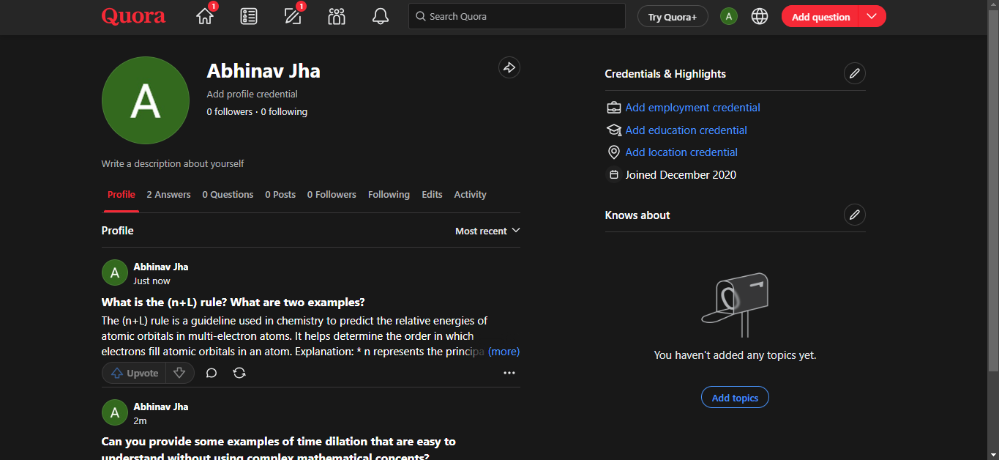 Quora
1
1
Search Quora
Try Quora+
A
Add question
A
Abhinav Jha
Add profile credential
0 followers · 0 following
Write a description about yourself
Profile
2 Answers
0 Questions
0 Posts
0 Followers
Following
Edits
Activity
Profile
Most recent
A
Abhinav Jha
Just now
What is the (n+L) rule? What are two examples?
The (n+L) rule is a guideline used in chemistry to predict the relative energies of
atomic orbitals in multi-electron atoms. It helps determine the order in which
electrons fill atomic orbitals in an atom. Explanation: * n represents the principa (more)
Upvote
A
Abhinav Jha
2m
Can you provide some examples of time dilation that are easy to
understand without using complex mathematical concepts?
Credentials & Highlights
Add employment credential
Add education credential
Add location credential
Joined December 2020
Knows about
You haven't added any topics yet.
Add topics